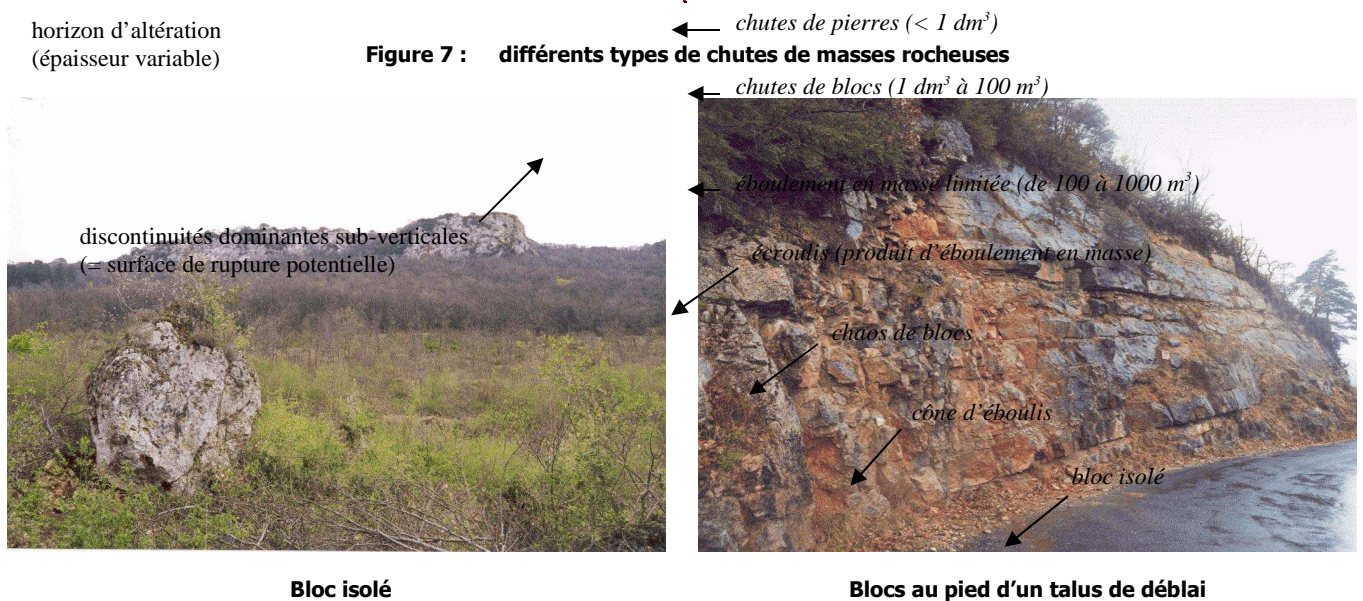 chutes de pierres (< 1 dm³)
horizon d’altération
(épaisseur variable)
Figure 7 : différents types de chutes de masses rocheuses
chutes de blocs (1 dm³ à 100 m³)
éboulement en masse limitée (de 100 à 1000 m³)
discontinuités dominantes sub-verticales
(= surface de rupture potentielle)
écroulis (produit d’éboulement en masse)
chaos de blocs
cône d’éboulis
bloc isolé
Bloc isolé
Blocs au pied d’un talus de déblai